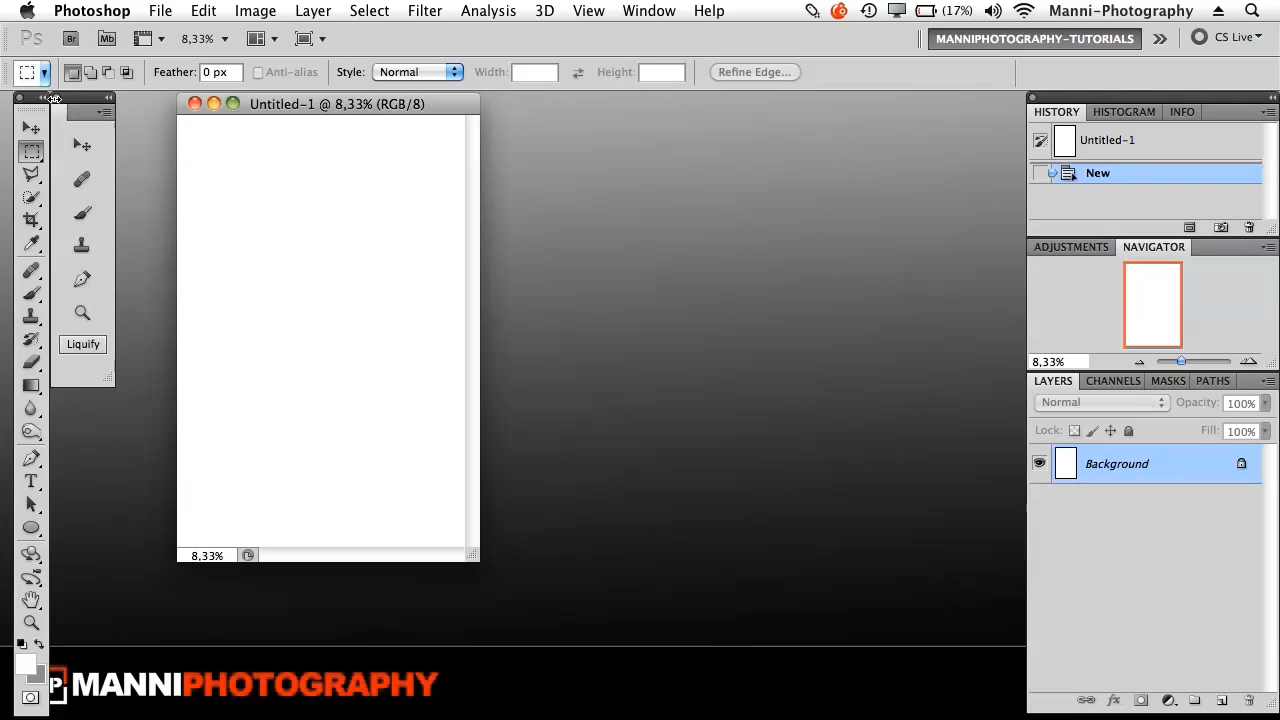 Photoshop File Edit Image Layer Select Filter Analysis 3D View Window Help (17%) Manni-Photography
Ps Br Mb 8,33% MANNIPHOTOGRAPHY-TUTORIALS CS Live
Feather: 0 px Anti-alias Style: Normal Width: Height: Refine Edge...
Untitled-1 @ 8,33% (RGB/8)
Liquify
8,33%
HISTORY HISTOGRAM INFO
Untitled-1
New
ADJUSTMENTS NAVIGATOR
8,33%
LAYERS CHANNELS MASKS PATHS
Normal Opacity: 100%
Lock: Fill: 100%
Background
P MANNIPHOTOGRAPHY